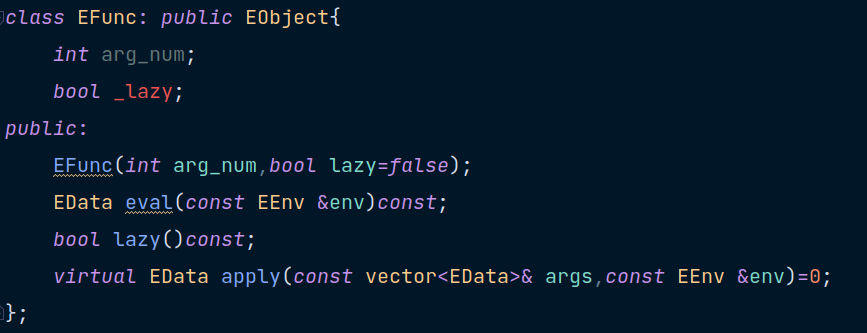 class EFunc: public EObject{
int arg_num;
bool _lazy;
public:
EFunc(int arg_num,bool lazy=false);
EData eval(const EEnv &env)const;
bool lazy()const;
virtual EData apply(const vector<EData>& args,const EEnv &env)=0;
};